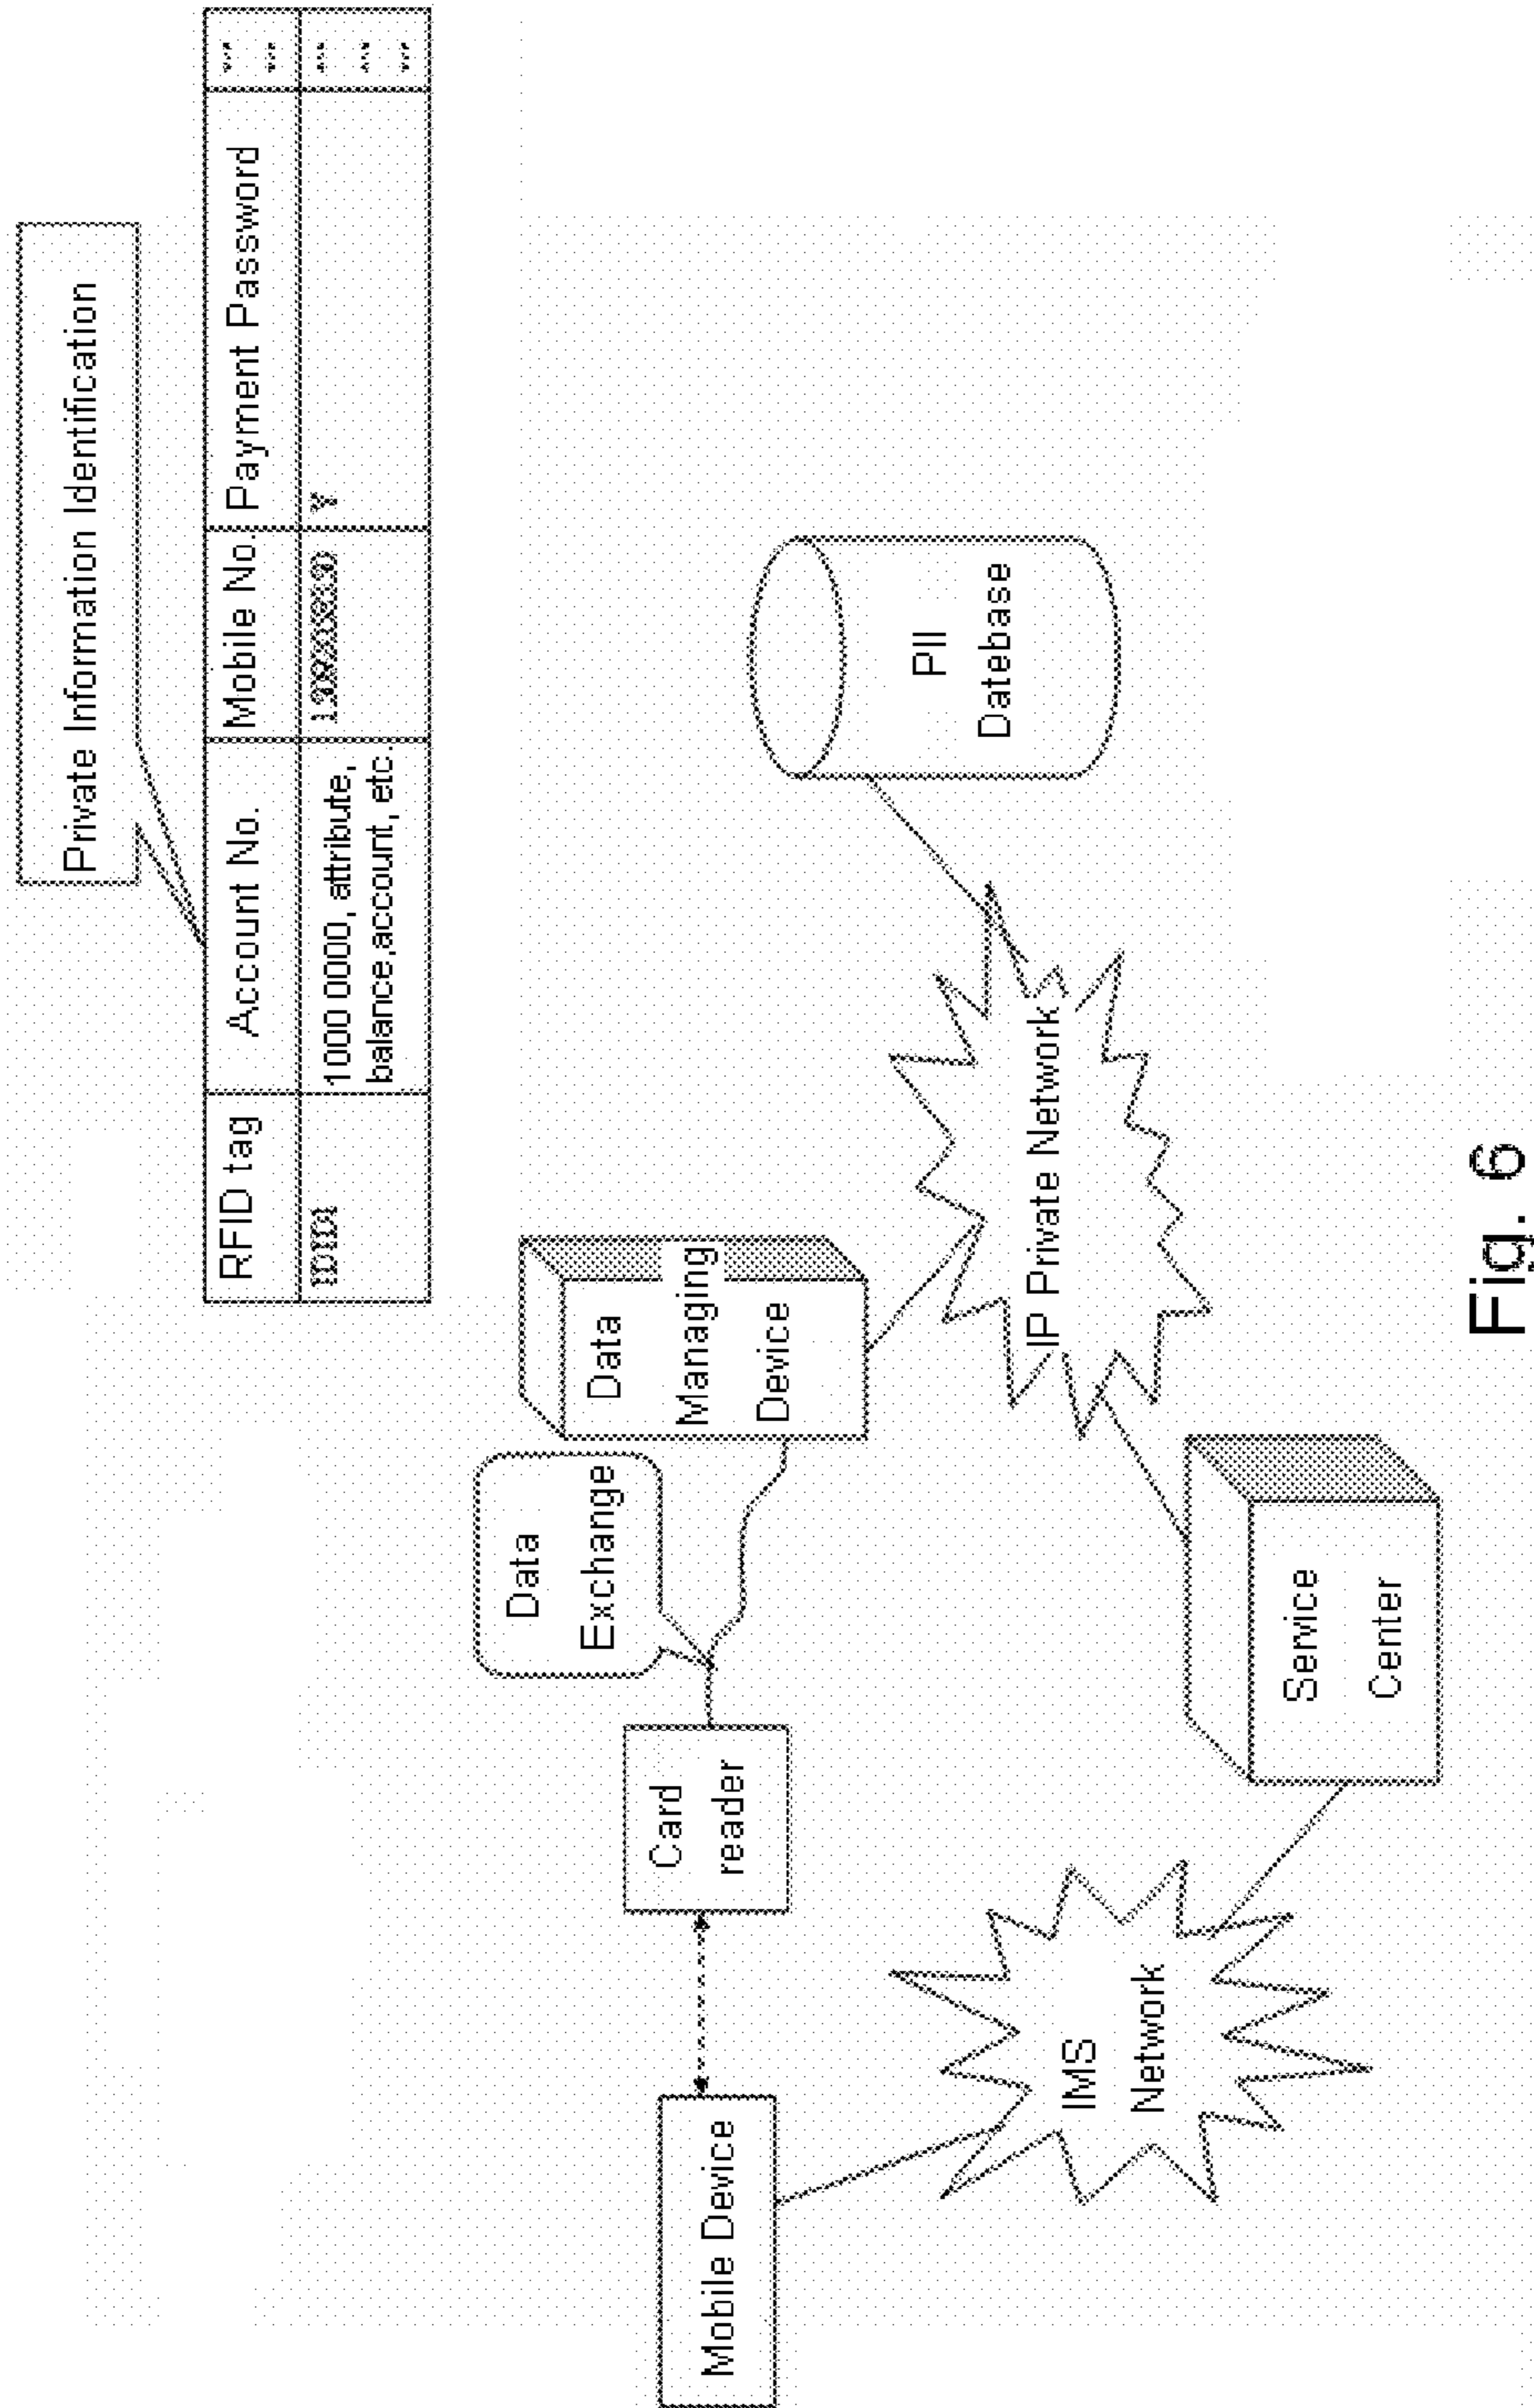 Private Information Identification
RFID tag
Account No.
Mobile No.
Payment Password
1000 0000, attribute,
balance,account, etc.
Y
Data
Exchange
Data
Managing
Device
Mobile Device
Card
reader
PII
Datebase
IP Private Network
IMS
Network
Service
Center
Fig. 6